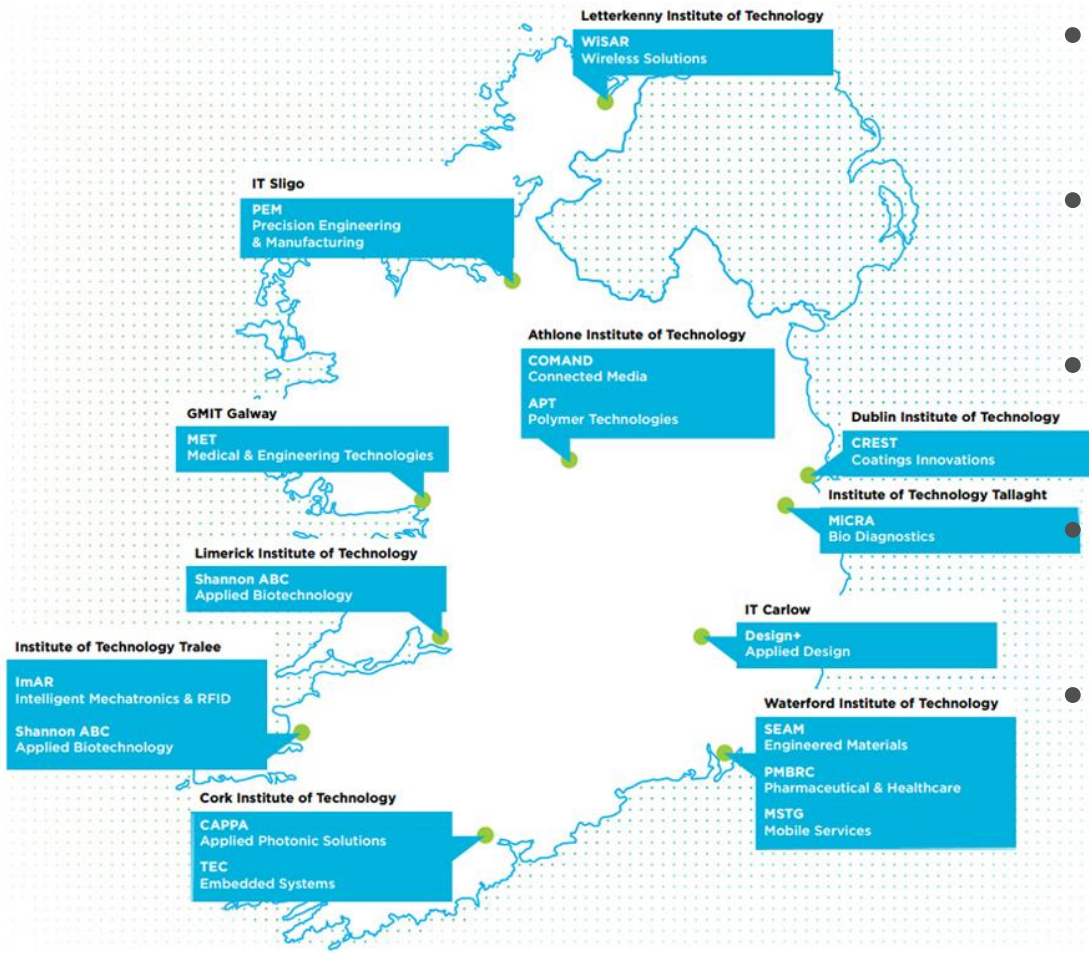 Letterkenny Institute of Technology
WiSAR
Wireless Solutions
IT Sligo
PEM
Precision Engineering
& Manufacturing
Athlone Institute of Technology
COMAND
Connected Media
APT
Polymer Technologies
GMIT Galway
MET
Medical & Engineering Technologies
Dublin Institute of Technology
CREST
Coatings Innovations
Institute of Technology Tallaght
MiCRA
Bio Diagnostics
Limerick Institute of Technology
Shannon ABC
Applied Biotechnology
IT Carlow
Design+
Applied Design
Institute of Technology Tralee
ImAR
Intelligent Mechatronics & RFID
Shannon ABC
Applied Biotechnology
Waterford Institute of Technology
SEAM
Engineered Materials
PMBRC
Pharmaceutical & Healthcare
MSTG
Mobile Services
Cork Institute of Technology
CAPPA
Applied Photonic Solutions
TEC
Embedded Systems